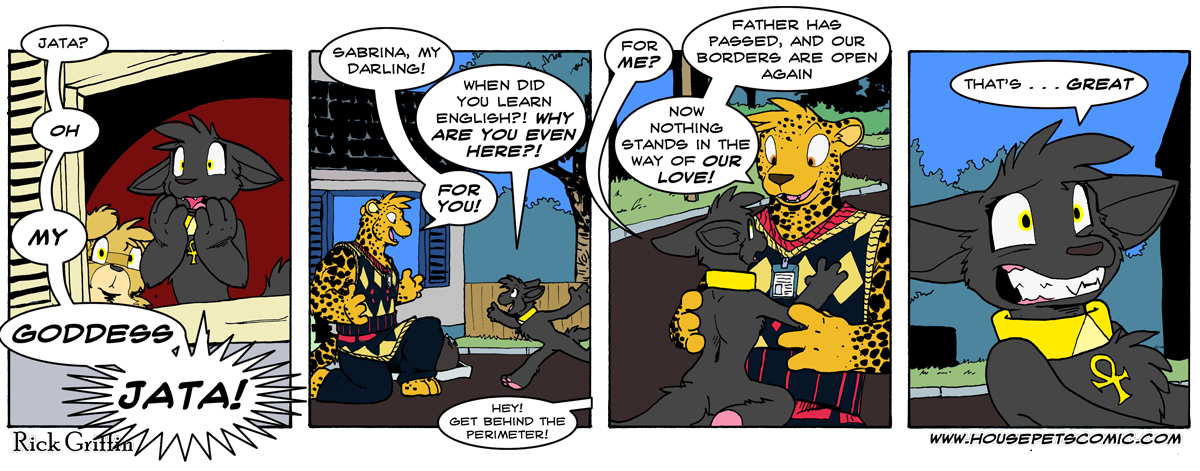 JATA?
OH
MY
GODDESS
JATA!
Rick Griffin
SABRINA, MY
DARLING!
WHEN DID
YOU LEARN
ENGLISH?! WHY
ARE YOU EVEN
HERE?!
FOR
YOU!
HEY!
GET BEHIND THE
PERIMETER!
FOR
ME?
FATHER HAS
PASSED, AND OUR
BORDERS ARE OPEN
AGAIN
NOW
NOTHING
STANDS IN THE
WAY OF OUR
LOVE!
THAT'S . . . GREAT
WWW.HOUSEPETSCOMIC.COM